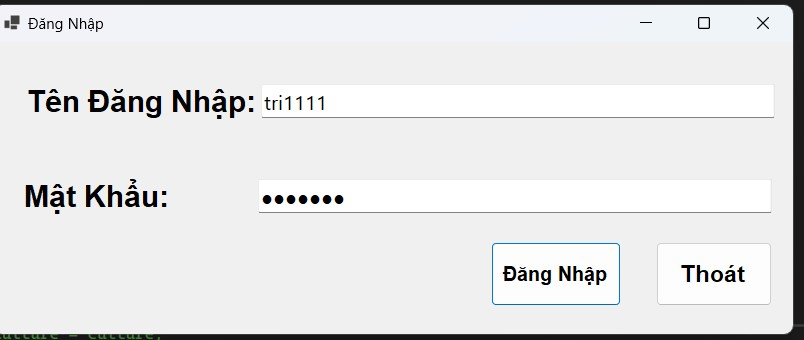 Đăng Nhập
Tên Đăng Nhập: tri1111
Mật Khẩu: ●●●●●●●
Đăng Nhập Thoát